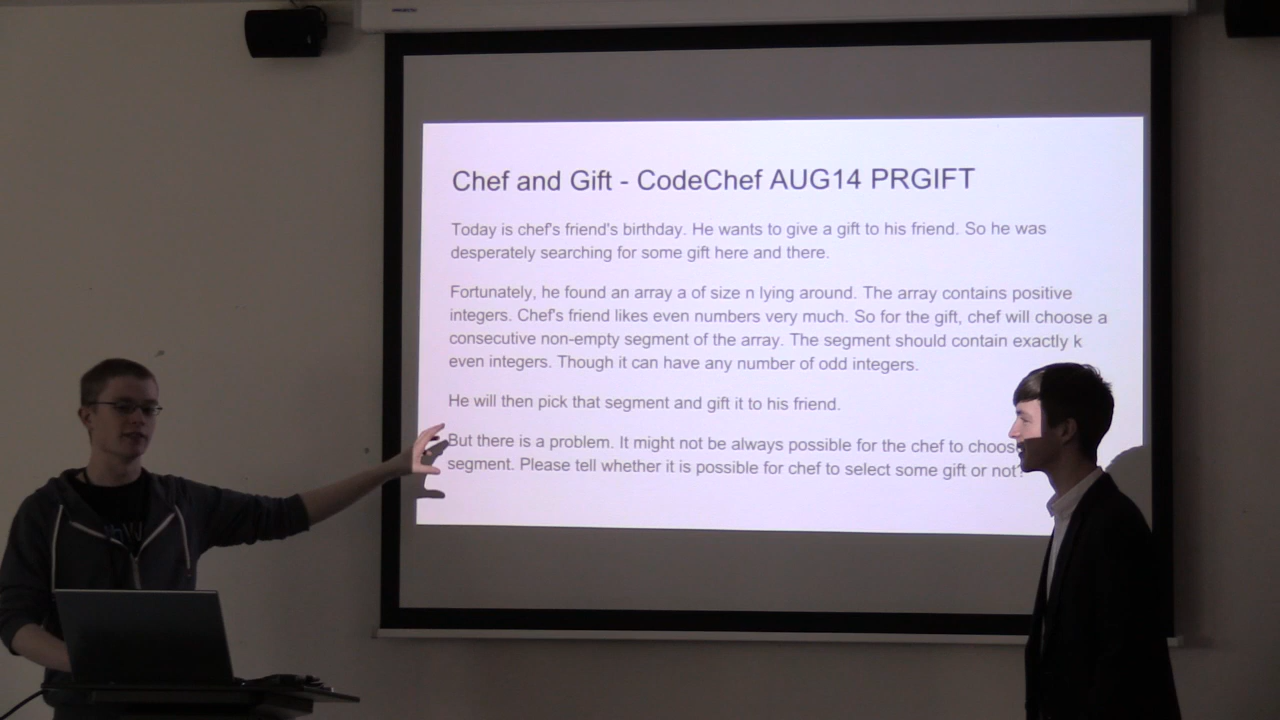 Chef and Gift - CodeChef AUG14 PRGIFT
Today is chef's friend's birthday. He wants to give a gift to his friend. So he was
desperately searching for some gift here and there.
Fortunately, he found an array a of size n lying around. The array contains positive
integers. Chef's friend likes even numbers very much. So for the gift, chef will choose a
consecutive non-empty segment of the array. The segment should contain exactly k
even integers. Though it can have any number of odd integers.
He will then pick that segment and gift it to his friend.
But there is a problem. It might not be always possible for the chef to choos
segment. Please tell whether it is possible for chef to select some gift or not?